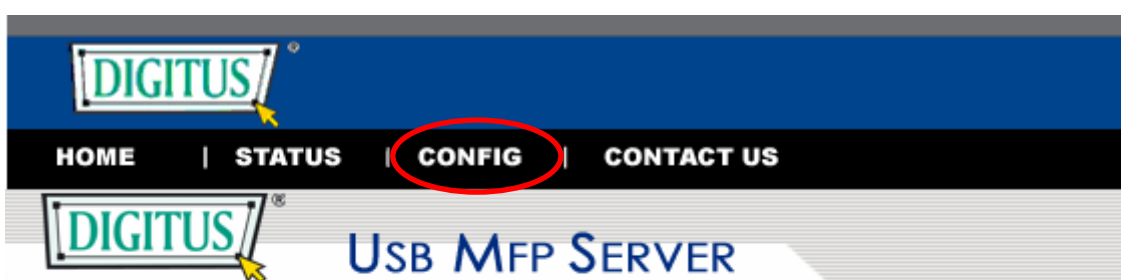 DIGITUS®
HOME | STATUS | CONFIG | CONTACT US
DIGITUS®
USB MFP SERVER